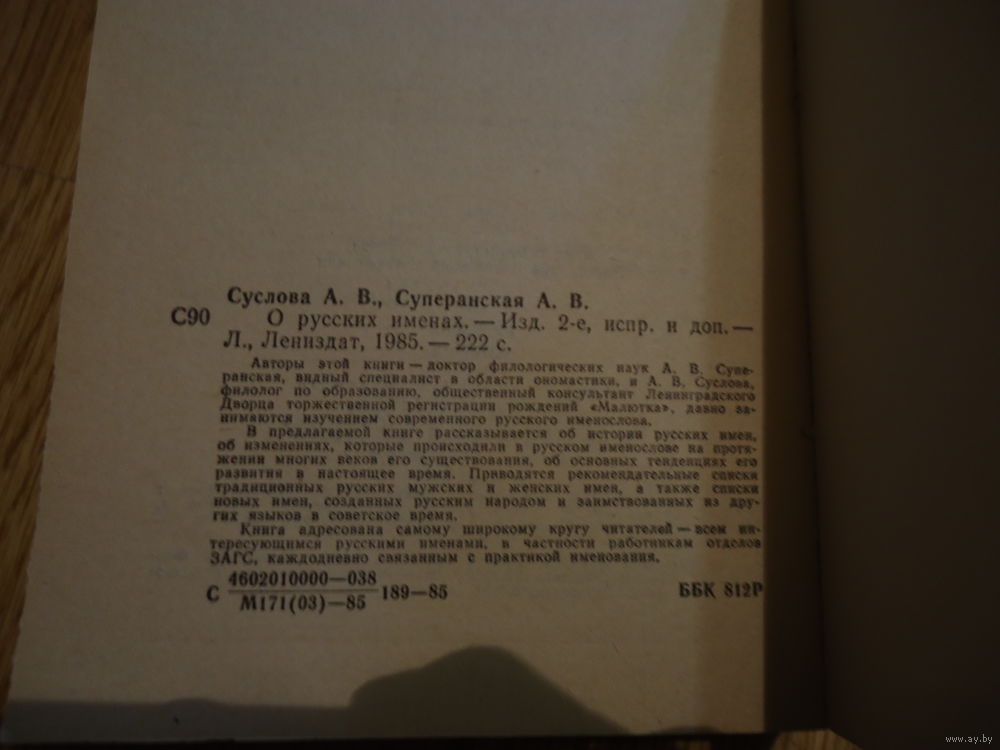 Суслова А. В., Суперанская А. В.
С90 О русских именах. — Изд. 2-е, испр. и доп. —
Л., Лениздат, 1985. — 222 с.
Авторы этой книги — доктор филологических наук А. В. Супе-
ранская, видный специалист в области ономастики, и А. В. Суслова,
филолог по образованию, общественный консультант Ленинградского
Дворца торжественной регистрации рождений «Малютка», давно за-
нимаются изучением современного русского именослова.
В предлагаемой книге рассказывается об истории русских имен,
об изменениях, которые происходили в русском именослове на протя-
жении многих веков его существования, об основных тенденциях его
развития в настоящее время. Приводятся рекомендательные списки
традиционных русских мужских и женских имен, а также списки
новых имен, созданных русским народом и заимствованных из дру-
гих языков в советское время.
Книга адресована самому широкому кругу читателей — всем ин-
тересующимся русскими именами, в частности работникам отделов
ЗАГС, каждодневно связанным с практикой именования.
4602010000—038
С М171(03)—85 189—85 ББК 812Р
www.ay.by